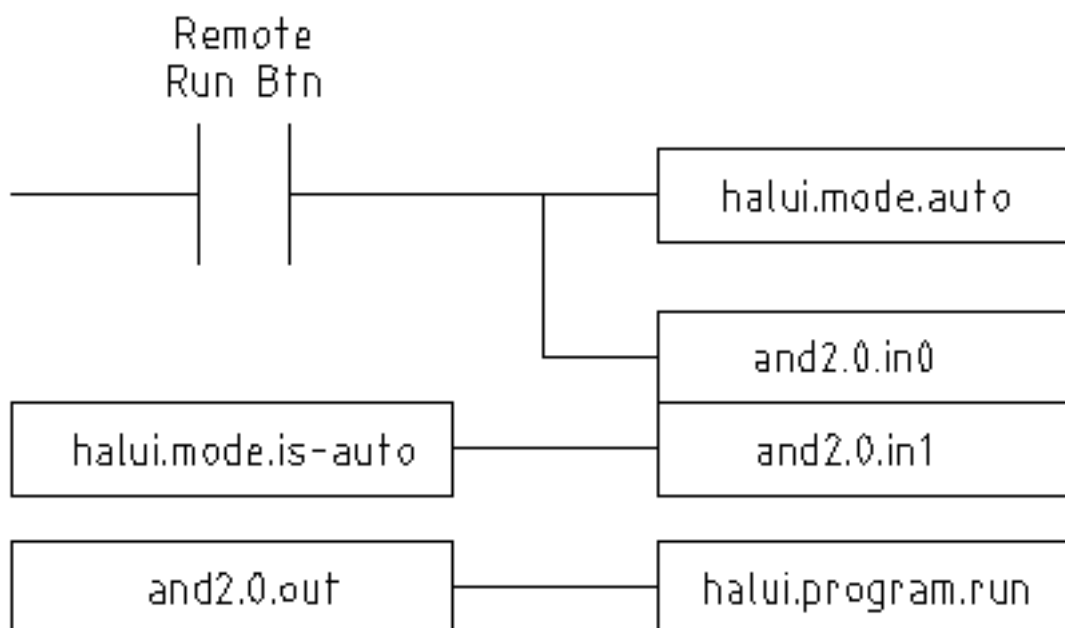 Remote
Run Btn
halui.mode.auto
and2.0.in0
halui.mode.is-auto
and2.0.in1
and2.0.out
halui.program.run